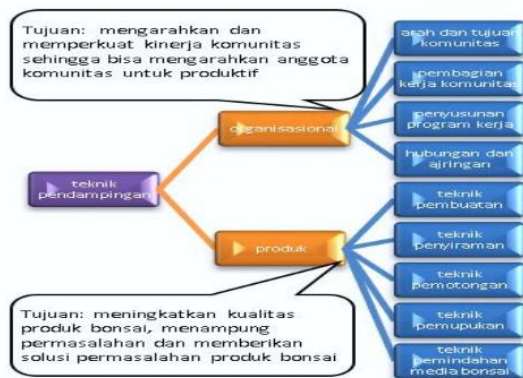 Tujuan: mengarahkan dan
memperkuat kinerja komunitas
sehingga bisa mengarahkan anggota
komunitas untuk produktif
arah dan tujuan
komunitas
pembagian
kerja komunitas
organisasional
penyusunan
program kerja
hubungan dan
ajringan
teknik
pendampingan
teknik
pembuatan
teknik
penyiraman
produk
teknik
pemotongan
teknik
pemupukan
teknik
pemindahan
media bonsai
Tujuan: meningkatkan kualitas
produk bonsai, menampung
permasalahan dan memberikan
solusi permasalahan produk bonsai